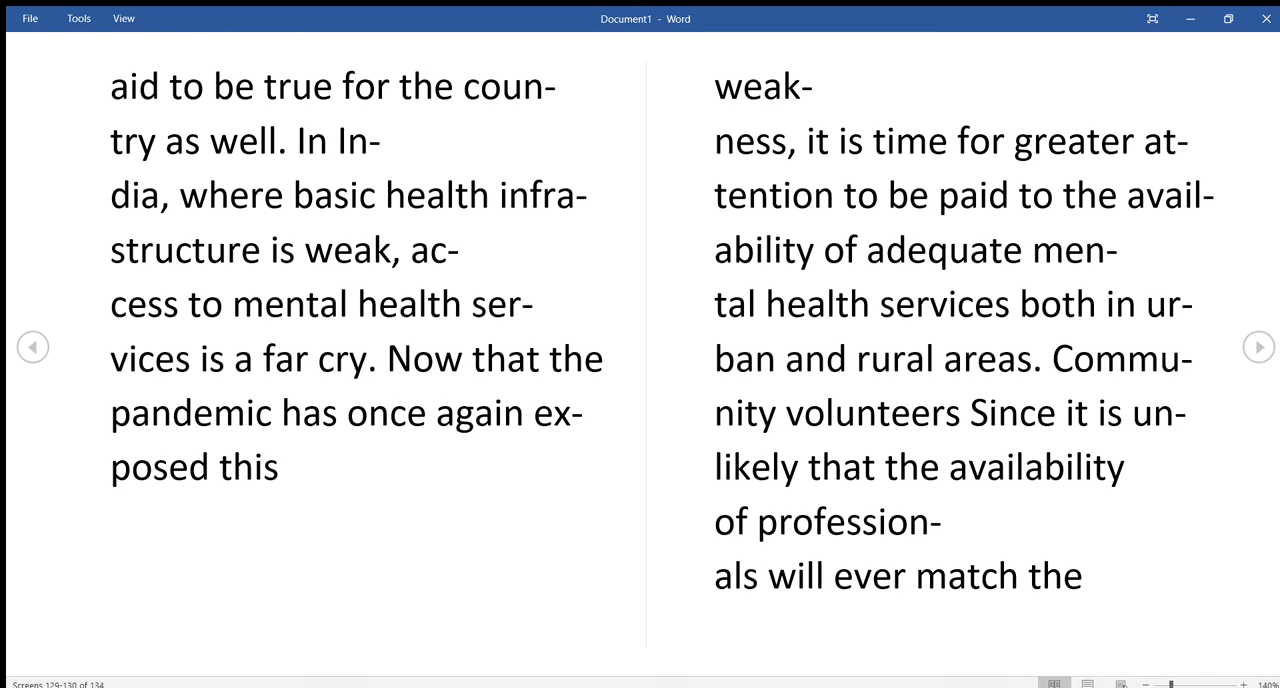 File Tools View Document1 - Word
aid to be true for the coun-
try as well. In In-
dia, where basic health infra-
structure is weak, ac-
cess to mental health ser-
vices is a far cry. Now that the
pandemic has once again ex-
posed this
weak-
ness, it is time for greater at-
tention to be paid to the avail-
ability of adequate men-
tal health services both in ur-
ban and rural areas. Commu-
nity volunteers Since it is un-
likely that the availability
of profession-
als will ever match the
Screens 129-130 of 134 140%